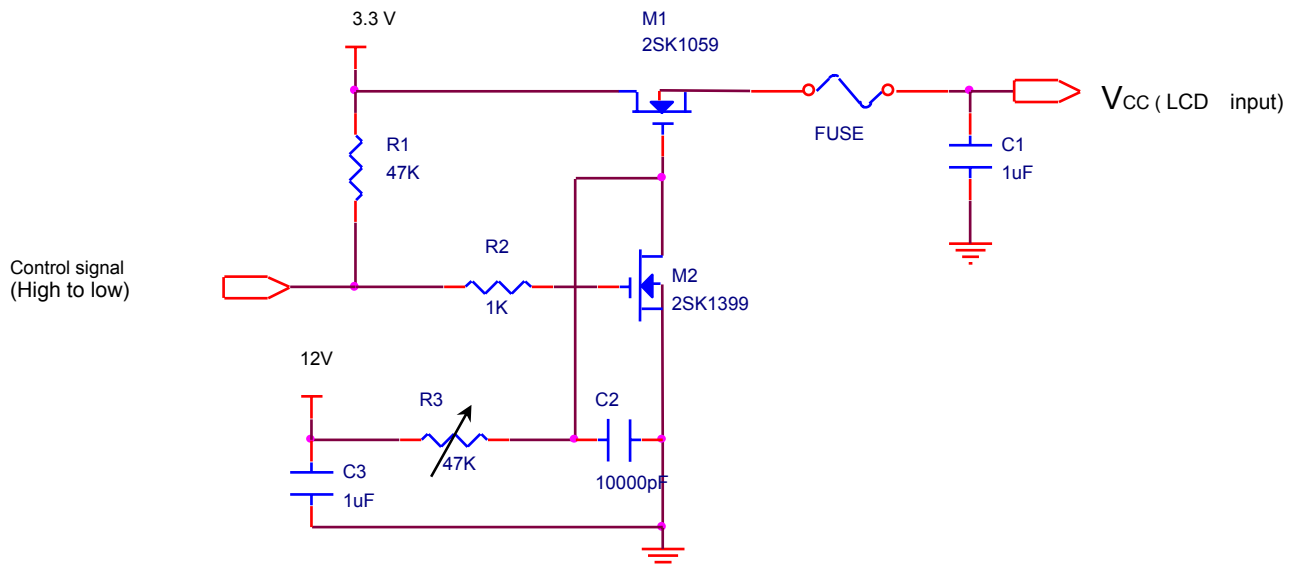 3.3 V
M1
2SK1059
R1
47K
FUSE
VCC ( LCD input)
C1
1uF
Control signal
(High to low)
R2
1K
M2
2SK1399
12V
R3
47K
C2
10000pF
C3
1uF